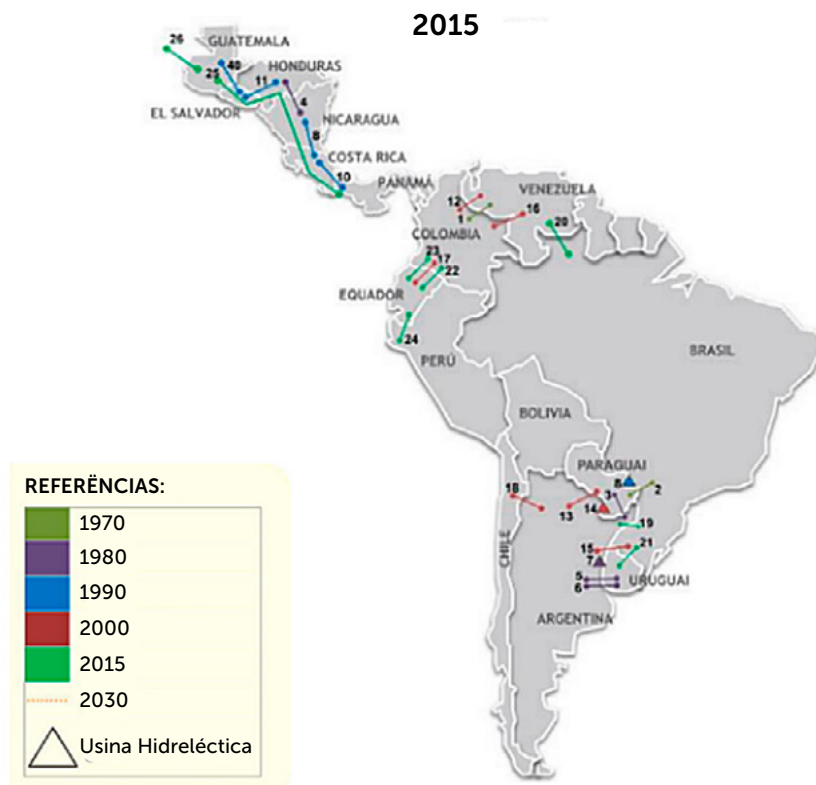 2015
26
GUATEMALA
40
HONDURAS
25
11
4
EL SALVADOR
NICARAGUA
8
COSTA RICA
10
PANAMÁ
VENEZUELA
12
16
1
20
COLOMBIA
23
17
22
EQUADOR
24
PERÚ
BRASIL
BOLIVIA
PARAGUAI
18
8
2
3
14
13
19
21
15
CHILE
7
5
URUGUAI
6
ARGENTINA
REFERËNCIAS:
1970
1980
1990
2000
2015
2030
Usina Hidreléctica